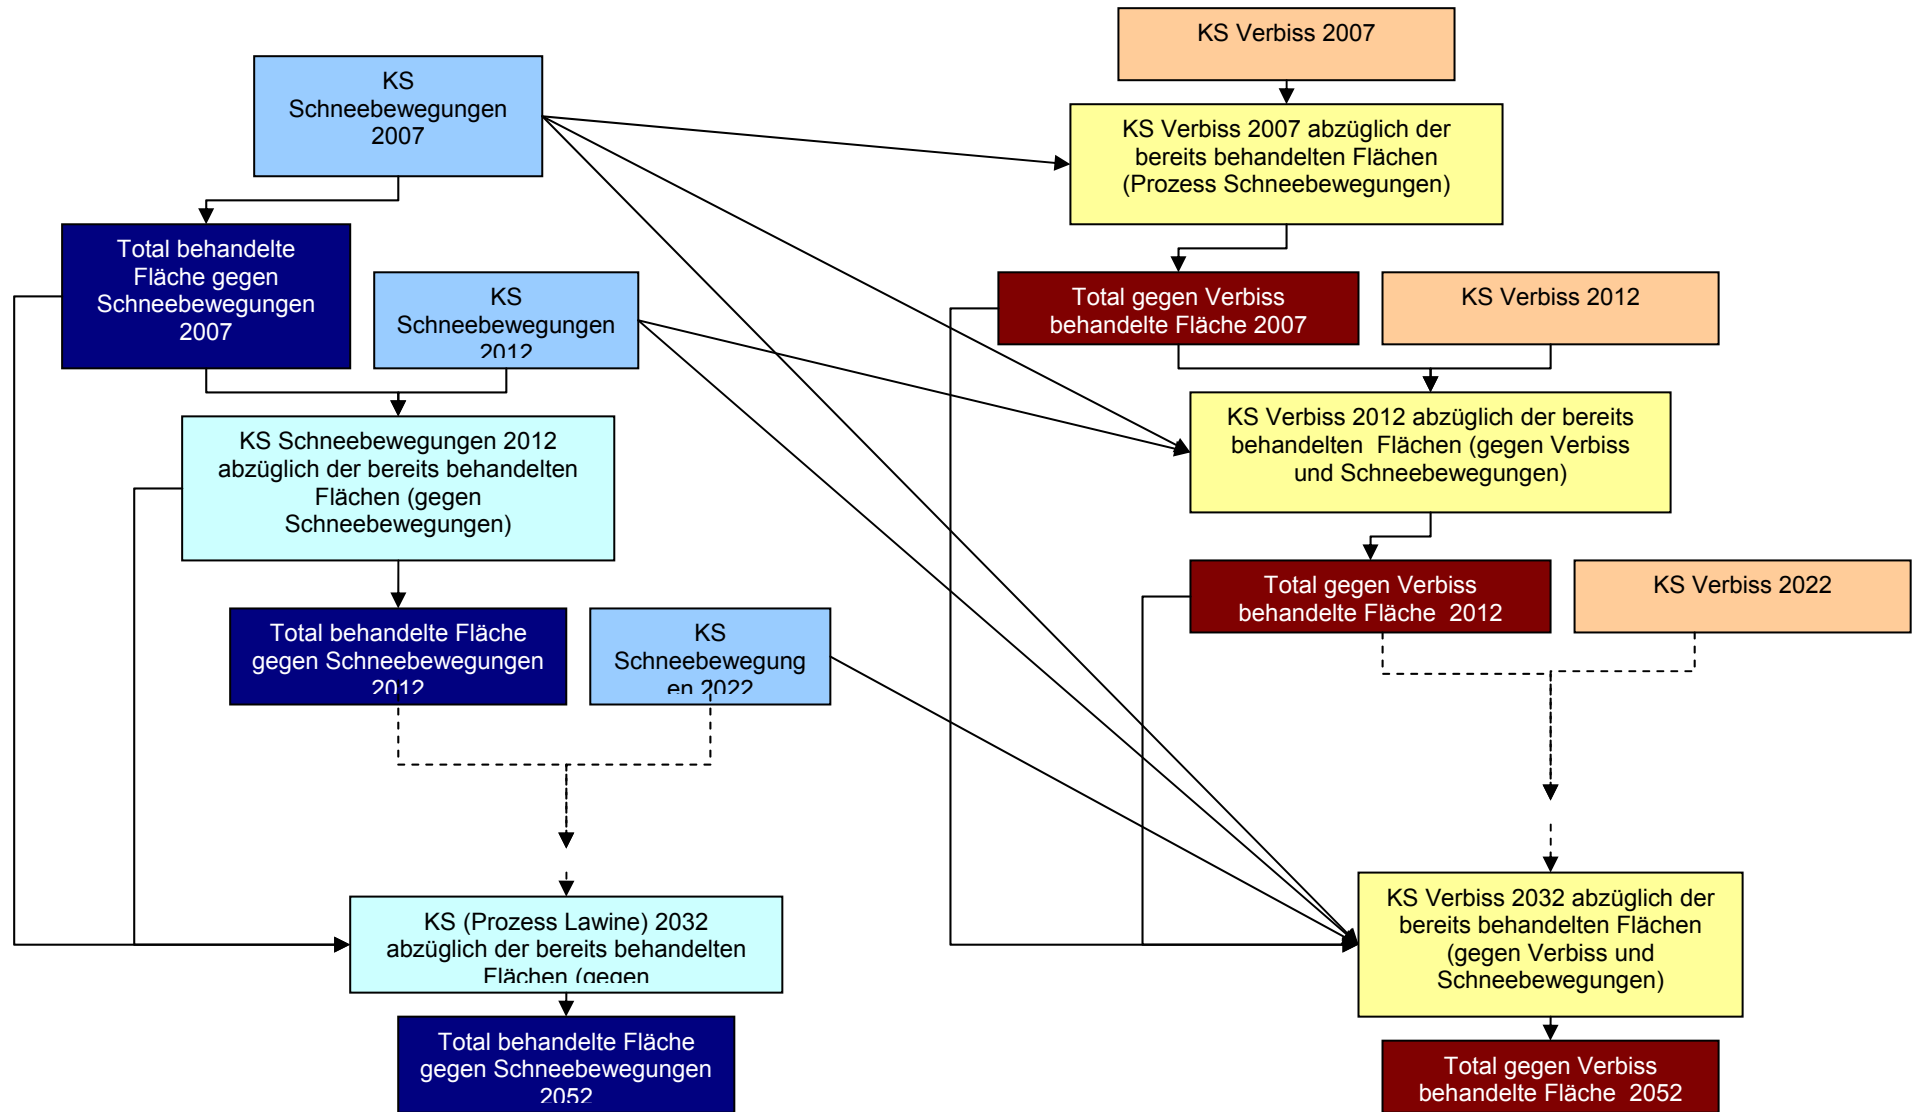 KS Verbiss 2007
KS
Schneebewegungen
2007
KS Verbiss 2007 abzüglich der
bereits behandelten Flächen
(Prozess Schneebewegungen)
Total behandelte
Fläche gegen
Schneebewegungen
2007
KS
Schneebewegungen
2012
Total gegen Verbiss
behandelte Fläche 2007
KS Verbiss 2012
KS Schneebewegungen 2012
abzüglich der bereits behandelten
Flächen (gegen
Schneebewegungen)
KS Verbiss 2012 abzüglich der bereits
behandelten Flächen (gegen Verbiss
und Schneebewegungen)
Total behandelte Fläche
gegen Schneebewegungen
2012
KS
Schneebewegung
en 2022
Total gegen Verbiss
behandelte Fläche 2012
KS Verbiss 2022
KS (Prozess Lawine) 2032
abzüglich der bereits behandelten
Flächen (gegen
KS Verbiss 2032 abzüglich der
bereits behandelten Flächen
(gegen Verbiss und
Schneebewegungen)
Total behandelte Fläche
gegen Schneebewegungen
2052
Total gegen Verbiss
behandelte Fläche 2052